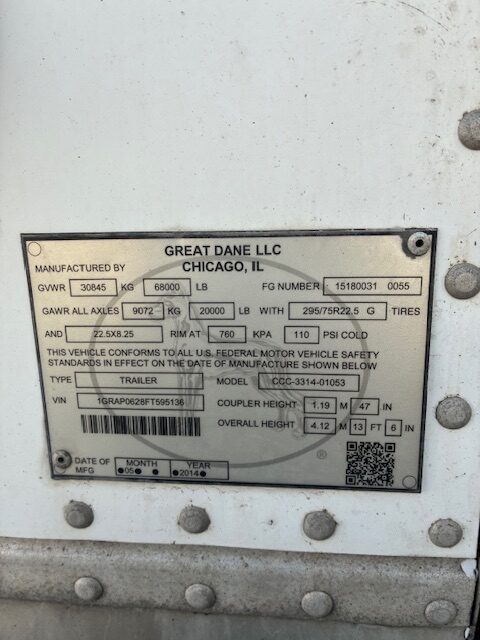 GREAT DANE LLC
MANUFACTURED BY CHICAGO, IL
GVWR 30845 KG 68000 LB FG NUMBER 15180031 0055
GAWR ALL AXLES 9072 KG 20000 LB WITH 295/75R22.5 G TIRES
AND 22.5X8.25 RIM AT 760 KPA 110 PSI COLD
THIS VEHICLE CONFORMS TO ALL U.S. FEDERAL MOTOR VEHICLE SAFETY
STANDARDS IN EFFECT ON THE DATE OF MANUFACTURE SHOWN BELOW
TYPE TRAILER MODEL CCC-3314-01053
VIN 1GRAP0628FT595136 COUPLER HEIGHT 1.19 M 47 IN
OVERALL HEIGHT 4.12 M 13 FT 6 IN
DATE OF MFG MONTH 05 YEAR 2014
®